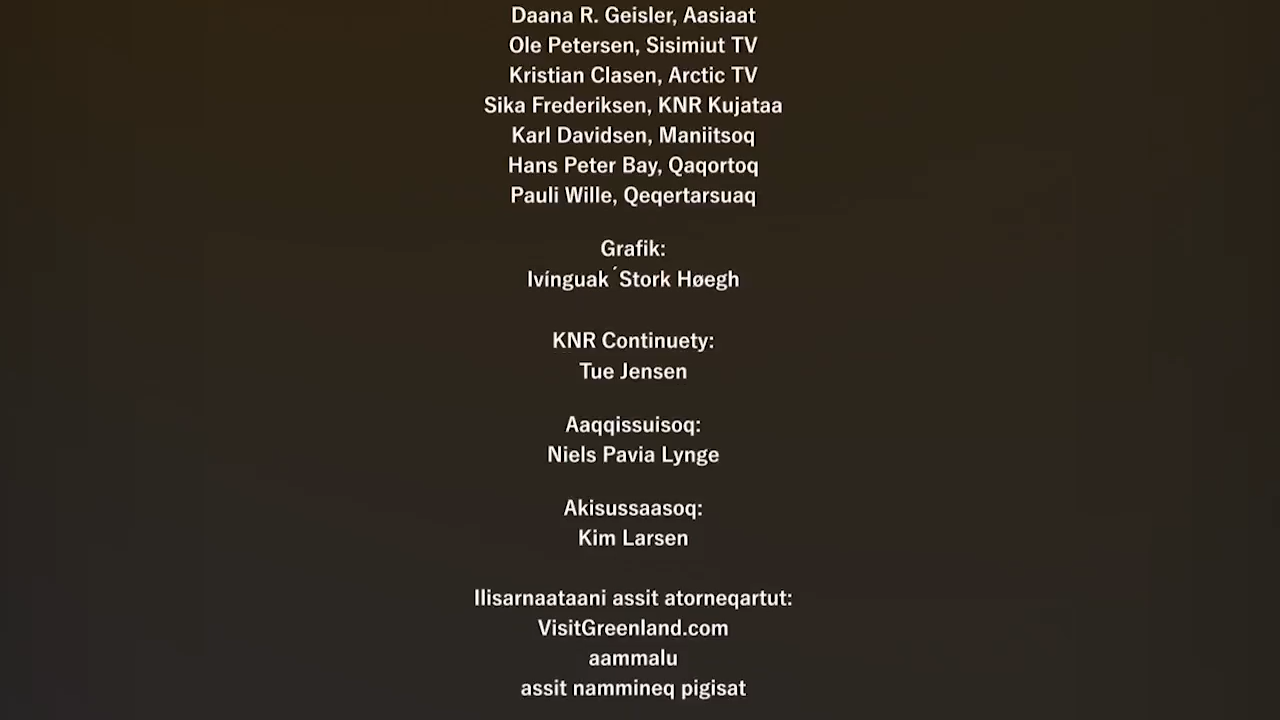 Daana R. Geisler, Aasiaat
Ole Petersen, Sisimiut TV
Kristian Clasen, Arctic TV
Sika Frederiksen, KNR Kujataa
Karl Davidsen, Maniitsoq
Hans Peter Bay, Qaqortoq
Pauli Wille, Qeqertarsuaq
Grafik:
Ivínguak´Stork Høegh
KNR Continuety:
Tue Jensen
Aaqqissuisoq:
Niels Pavia Lynge
Akisussaasoq:
Kim Larsen
Ilisarnaataani assit atorneqartut:
VisitGreenland.com
aammalu
assit nammineq pigisat